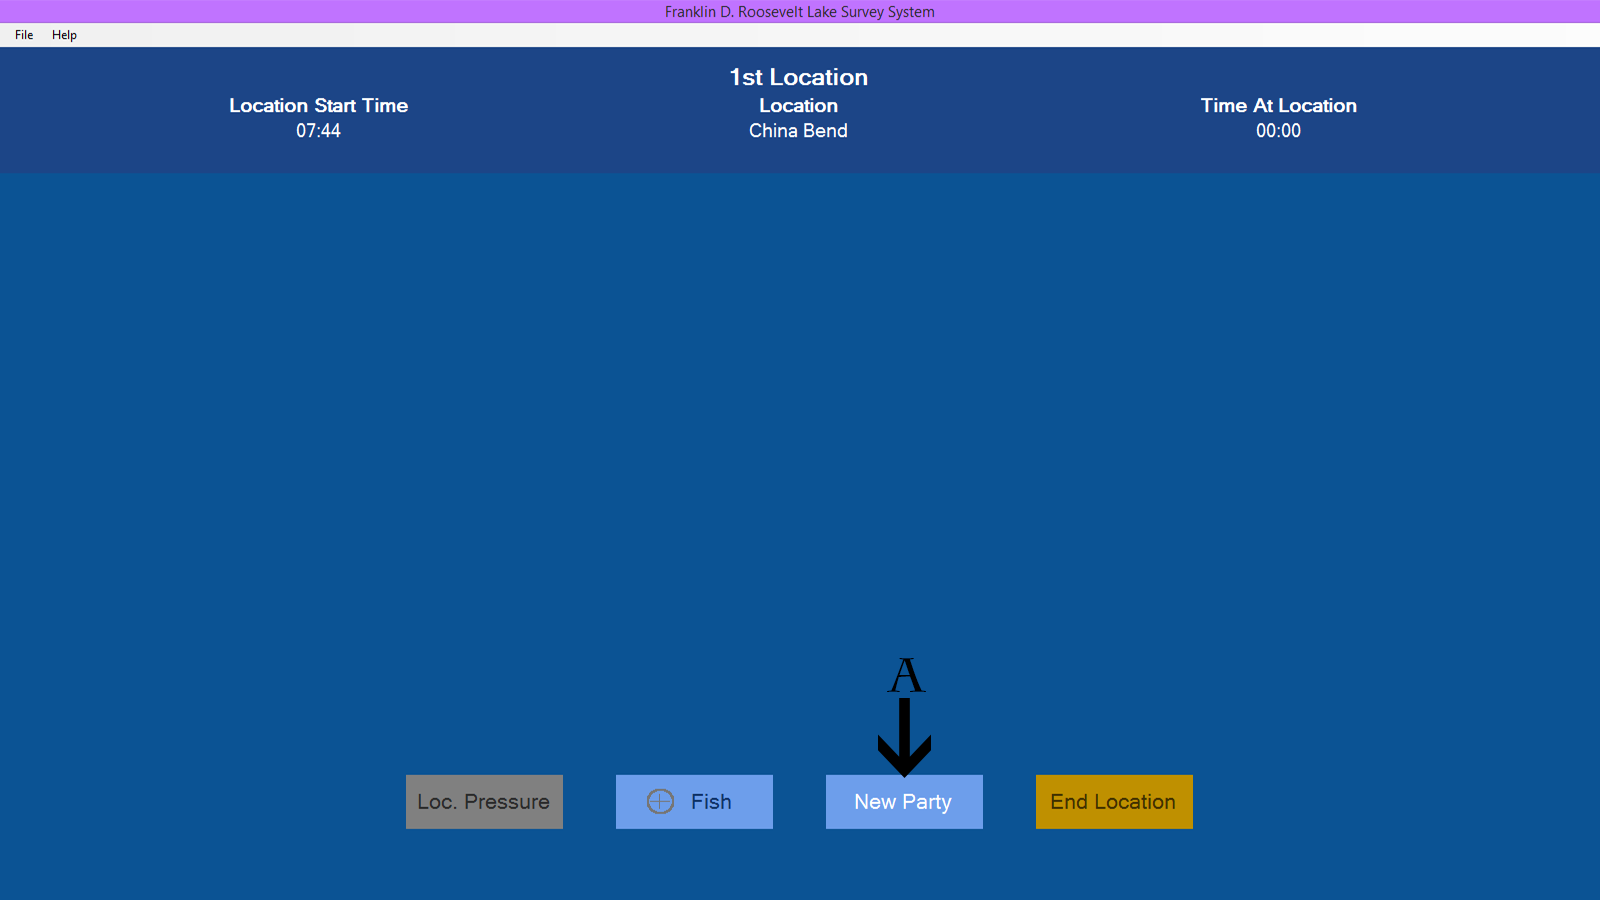 Franklin D. Roosevelt Lake Survey System
File Help
1st Location
Location Start Time Location Time At Location
07:44 China Bend 00:00
A
Loc. Pressure Fish New Party End Location